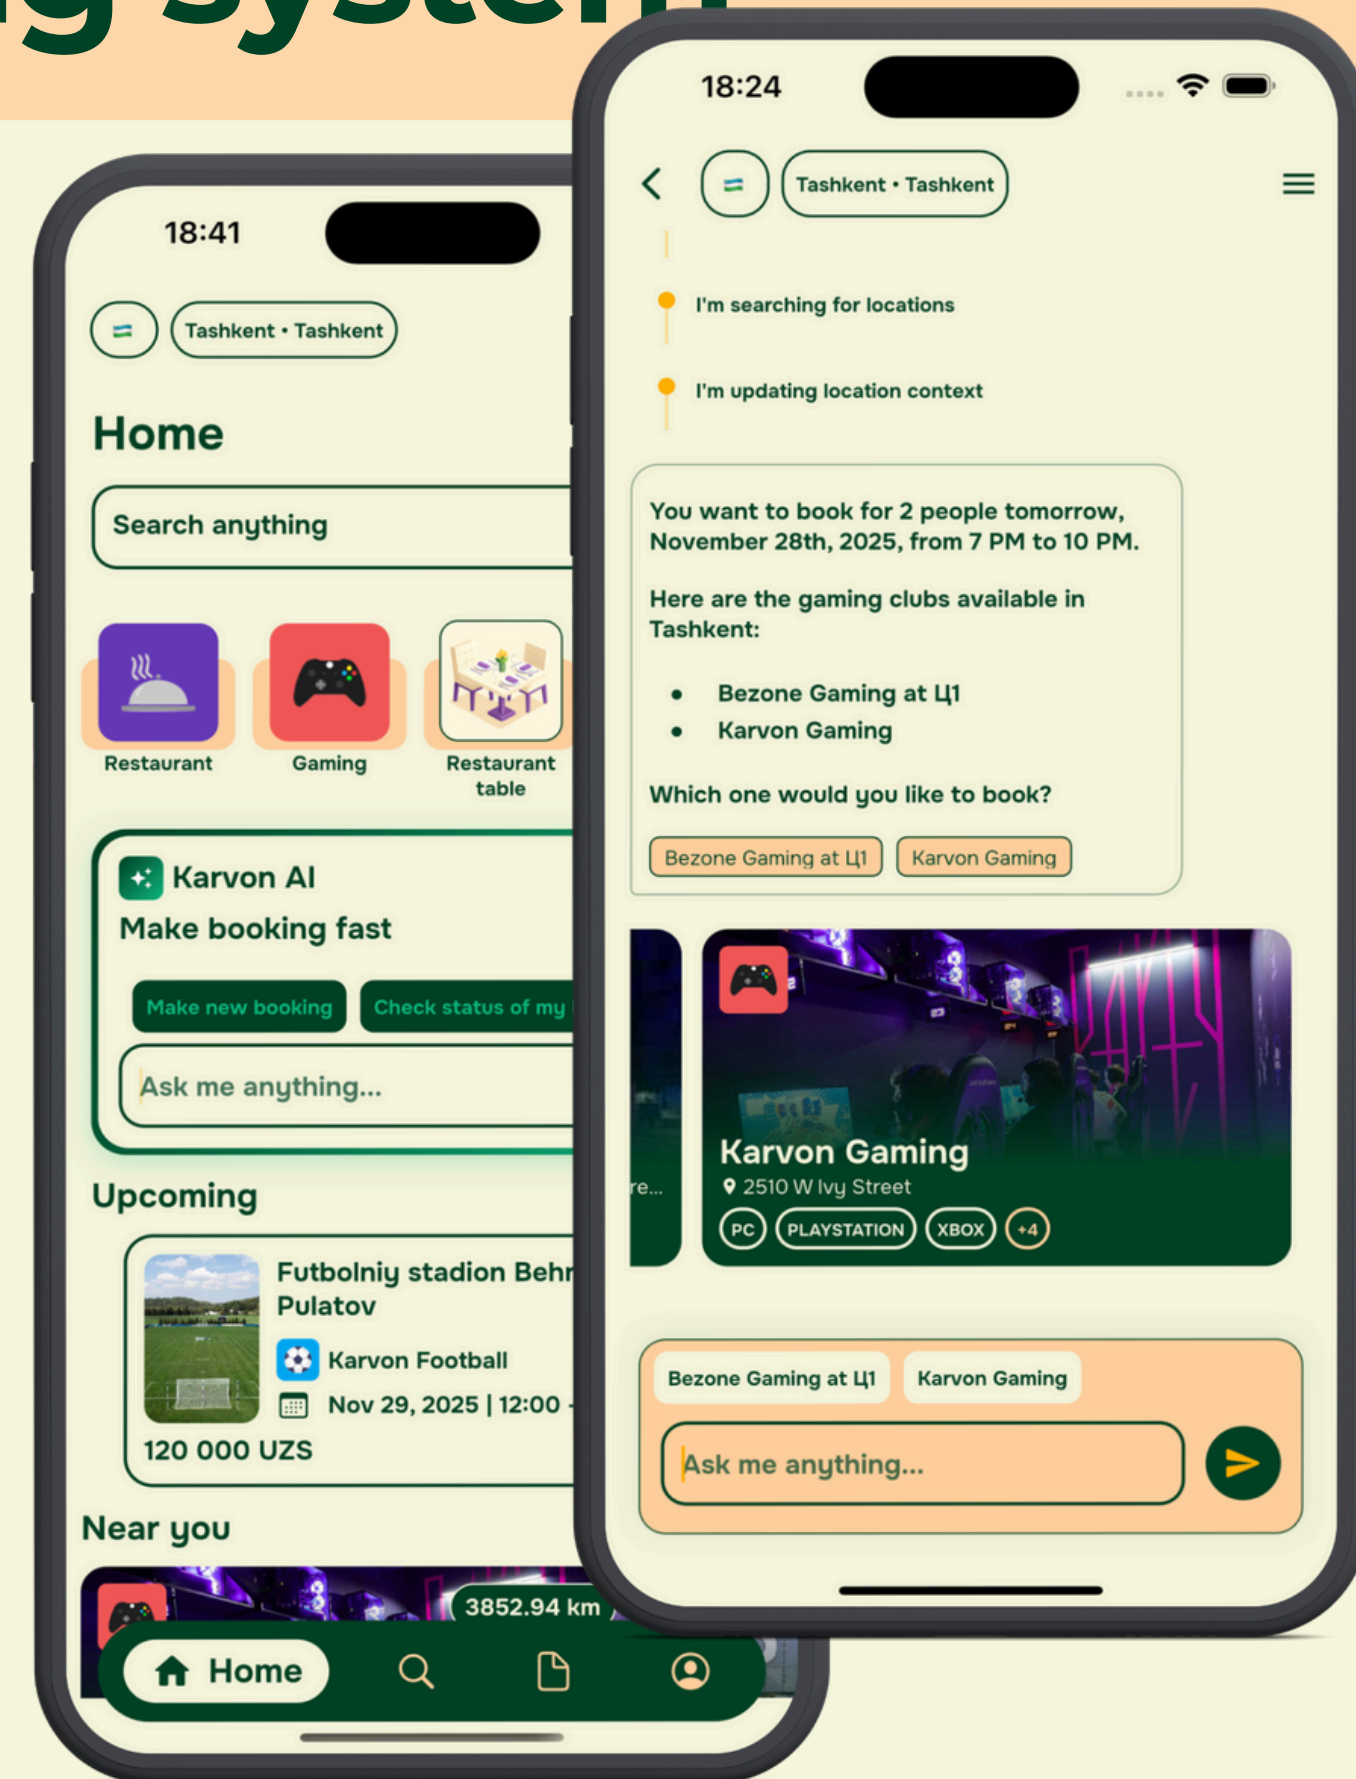 g system
18:41
Tashkent • Tashkent
Home
Search anything
Restaurant
Gaming
Restaurant
table
Karvon AI
Make booking fast
Make new booking
Check status of my
Ask me anything...
Upcoming
Futbolniy stadion Behr
Pulatov
Karvon Football
Nov 29, 2025 | 12:00 -
120 000 UZS
Near you
3852.94 km
Home
18:24
Tashkent • Tashkent
I'm searching for locations
I'm updating location context
You want to book for 2 people tomorrow,
November 28th, 2025, from 7 PM to 10 PM.
Here are the gaming clubs available in
Tashkent:
• Bezone Gaming at Ц1
• Karvon Gaming
Which one would you like to book?
Bezone Gaming at Ц1
Karvon Gaming
re...
Karvon Gaming
2510 W Ivy Street
PC
PLAYSTATION
XBOX
+4
Bezone Gaming at Ц1
Karvon Gaming
Ask me anything...